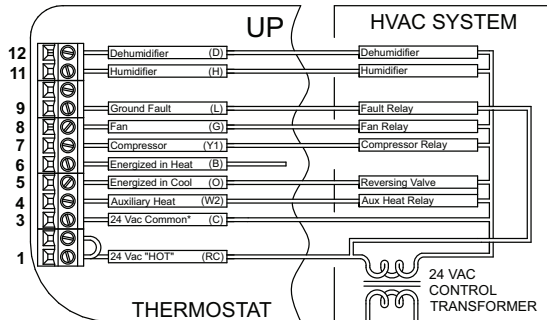 UP
HVAC SYSTEM
12 Dehumidifier (D) Dehumidifier
11 Humidifier (H) Humidifier
9 Ground Fault (L) Fault Relay
8 Fan (G) Fan Relay
7 Compressor (Y1) Compressor Relay
6 Energized in Heat (B)
5 Energized in Cool (O) Reversing Valve
4 Auxiliary Heat (W2) Aux Heat Relay
3 24 Vac Common* (C)
1 24 Vac "HOT" (RC)
24 VAC
CONTROL
TRANSFORMER
THERMOSTAT